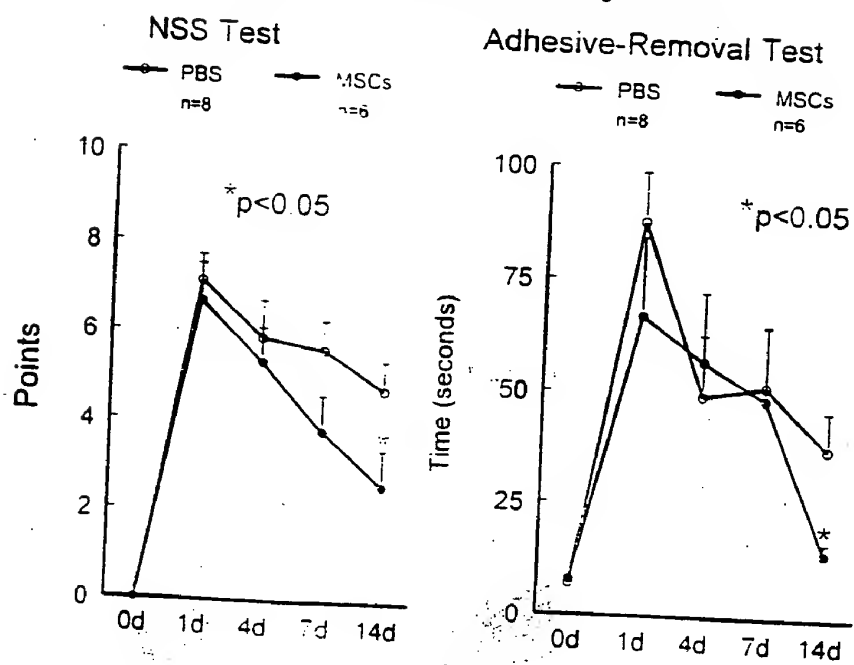 NSS Test
PBS MSCs
n=8 n=6
*p<0.05
Points
10
8
6
4
2
0
0d 1d 4d 7d 14d
Adhesive-Removal Test
PBS MSCs
n=8 n=6
*p<0.05
Time (seconds)
100
75
50
25
0
*
0d 1d 4d 7d 14d